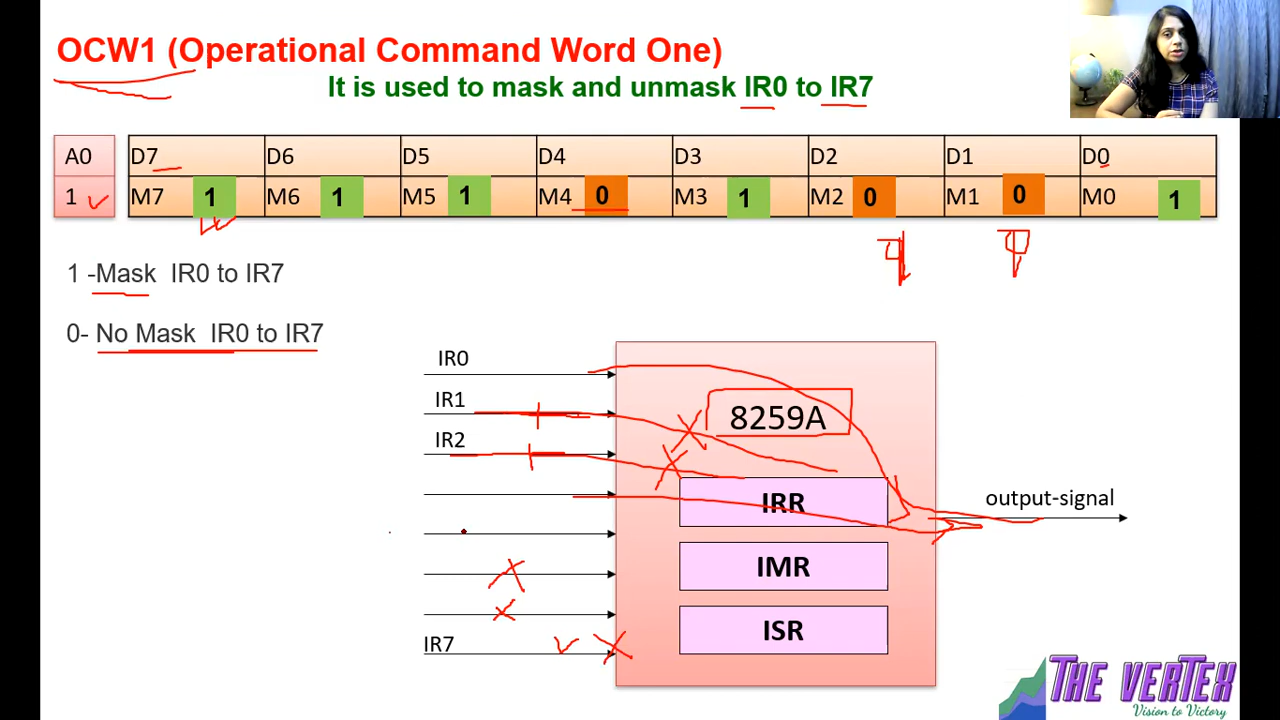 OCW1 (Operational Command Word One)
It is used to mask and unmask IR0 to IR7
A0 D7 D6 D5 D4 D3 D2 D1 D0
1 M7 1 M6 1 M5 1 M4 0 M3 1 M2 0 M1 0 M0 1
1 -Mask IR0 to IR7
0- No Mask IR0 to IR7
IR0
IR1
8259A
IR2
IRR
output-signal
IMR
ISR
IR7
THE VERTEX
Vision to Victory